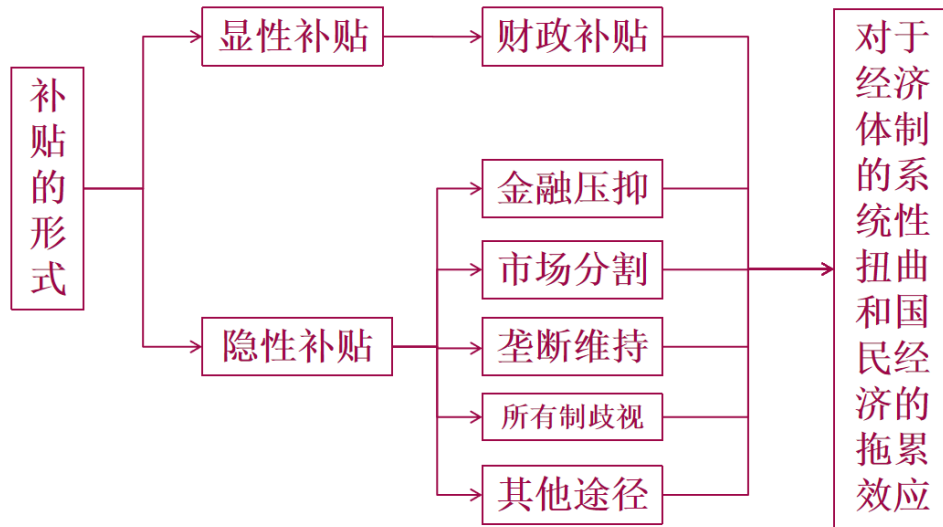 补贴的形式
显性补贴
财政补贴
隐性补贴
金融压抑
市场分割
垄断维持
所有制歧视
其他途径
对于
经济
体制
的系
统性
扭曲
和国
民经
济的
拖累
效应